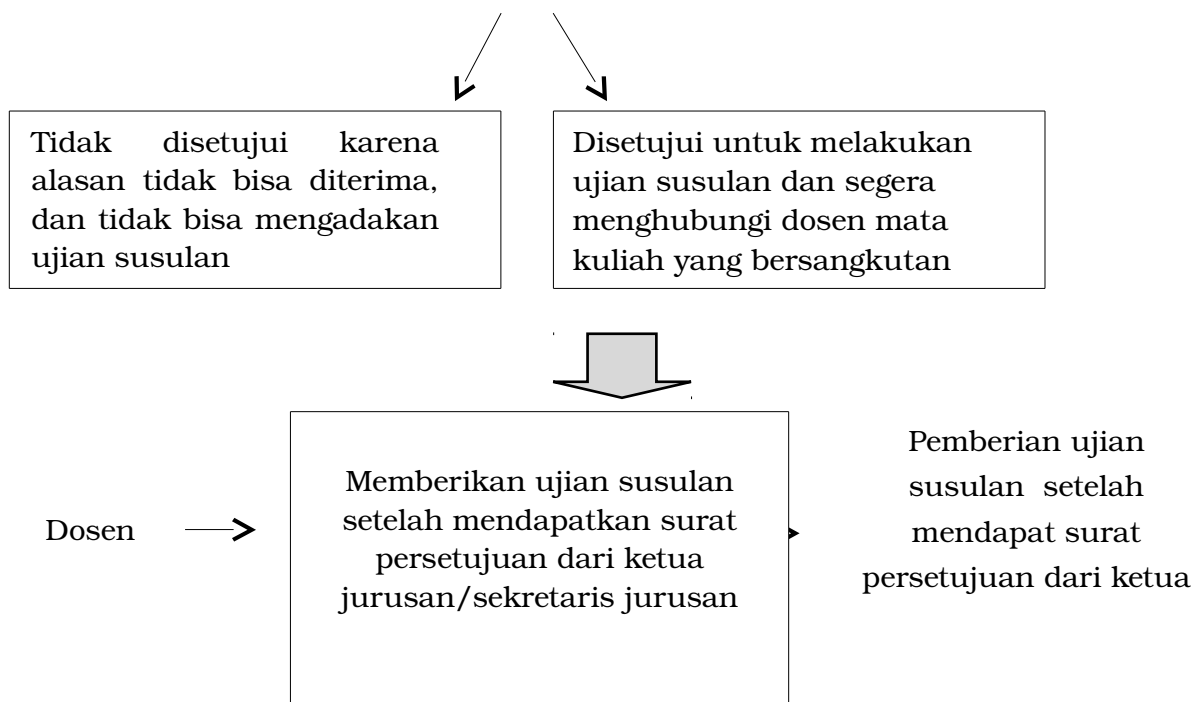 Tidak disetujui karena
alasan tidak bisa diterima,
dan tidak bisa mengadakan
ujian susulan
Disetujui untuk melakukan
ujian susulan dan segera
menghubungi dosen mata
kuliah yang bersangkutan
Dosen
Memberikan ujian susulan
setelah mendapatkan surat
persetujuan dari ketua
jurusan/sekretaris jurusan
Pemberian ujian
susulan setelah
mendapat surat
persetujuan dari ketua